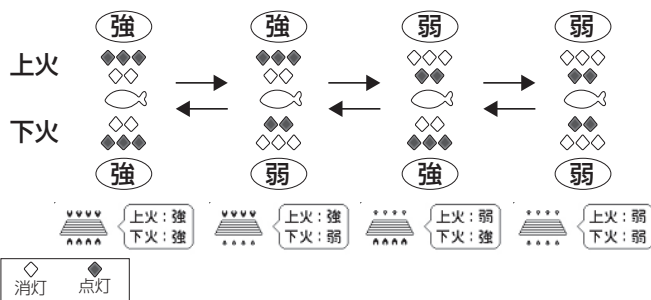 強 強 弱 弱
上火
下火
強 弱 強 弱
上火：強 上火：強 上火：弱 上火：弱
下火：強 下火：弱 下火：強 下火：弱
消灯 点灯